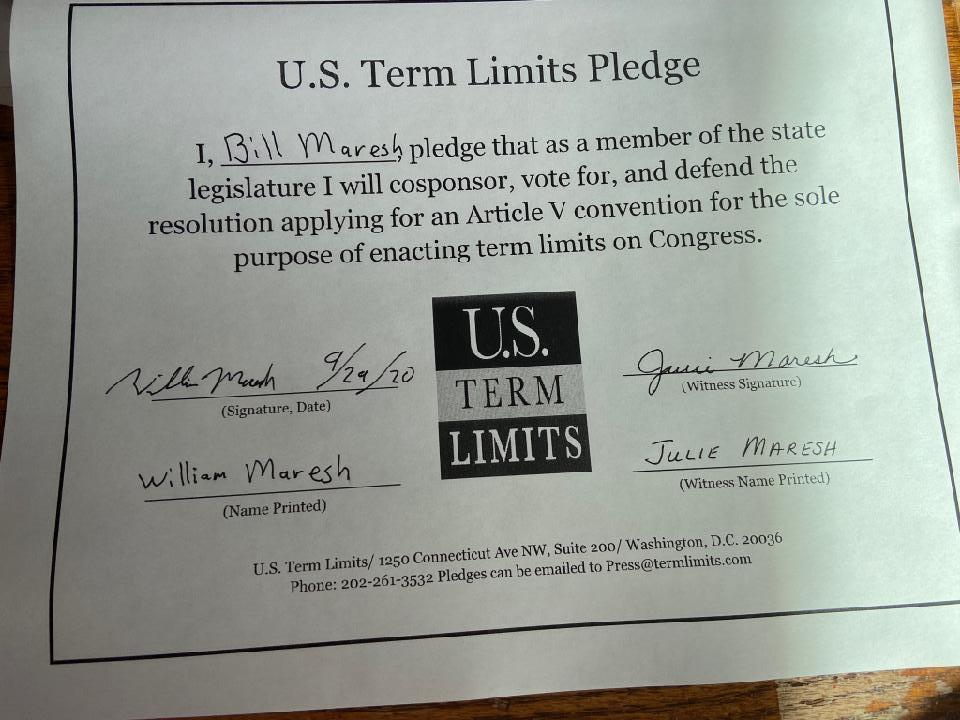 U.S. Term Limits Pledge
I, Bill Maresh, pledge that as a member of the state
legislature I will cosponsor, vote for, and defend the
resolution applying for an Article V convention for the sole
purpose of enacting term limits on Congress.
U.S.
TERM
LIMITS
William Maresh 9/29/20
(Signature, Date)
William Maresh
(Name Printed)
Julie Maresh
(Witness Signature)
JULIE MARESH
(Witness Name Printed)
U.S. Term Limits/ 1250 Connecticut Ave NW, Suite 200/ Washington, D.C. 20036
Phone: 202-261-3532 Pledges can be emailed to Press@termlimits.com